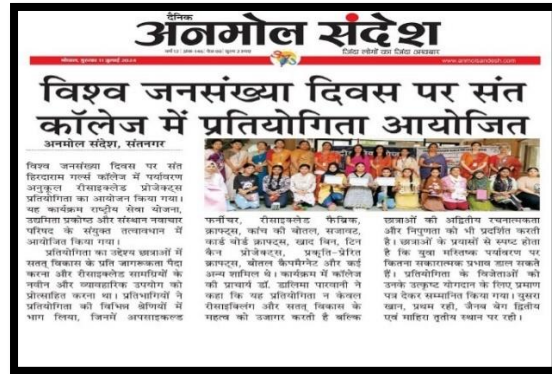 दैनिक
अनमोल संदेश
जिंदा लोगों का जिंदा अखबार
www.anmolsandesh.com
विश्व जनसंख्या दिवस पर संत
कॉलेज में प्रतियोगिता आयोजित
अनमोल संदेश, संतनगर
विश्व जनसंख्या दिवस पर संत
हिरदाराम गर्ल्स कॉलेज में पर्यावरण
अनुकूल रीसाइक्लेड प्रोजेक्ट्स
प्रतियोगिता का आयोजन किया गया।
यह कार्यक्रम राष्ट्रीय सेवा योजना,
उद्यमिता प्रकोष्ठ और संस्थान नवाचार
परिषद के संयुक्त तत्वावधान में
आयोजित किया गया।
प्रतियोगिता का उद्देश्य छात्राओं में
सतत् विकास के प्रति जागरूकता पैदा
करना और रीसाइक्लेड सामग्रियों के
नवीन और व्यावहारिक उपयोग को
प्रोत्साहित करना था। प्रतिभागियों ने
प्रतियोगिता की विभिन्न श्रेणियों में
भाग लिया, जिनमें अपसाइकल्ड
फर्नीचर, रीसाइक्लेड फैब्रिक,
क्राफ्ट्स, कांच की बोतल, सजावट,
कार्ड बोर्ड क्राफ्ट्स, खाद बिन, टिन
कैन प्रोजेक्ट्स, प्रकृति-प्रेरित
क्राफ्ट्स, बोतल कैंपमैगनेट और कई
अन्य शामिल थे। कार्यक्रम में कॉलेज
की प्राचार्य डॉ. डालिमा पारवानी ने
कहा कि यह प्रतियोगिता न केवल
रिसाइक्लिंग और सतत् विकास के
महत्व को उजागर करती है बल्कि
छात्राओं की अद्वितीय रचनात्मकता
और निपुणता को भी प्रदर्शित करती
है। छात्राओं के प्रयासों से स्पष्ट होता
है कि युवा मस्तिष्क पर्यावरण पर
कितना सकारात्मक प्रभाव डाल सकते
हैं। प्रतियोगिता के विजेताओं को
उनके उत्कृष्ट योगदान के लिए प्रमाण
पत्र देकर सम्मानित किया गया। युसरा
खान, प्रथम रही, जैनब बेग द्वितीय
एवं माहिरा तृतीय स्थान पर रही।